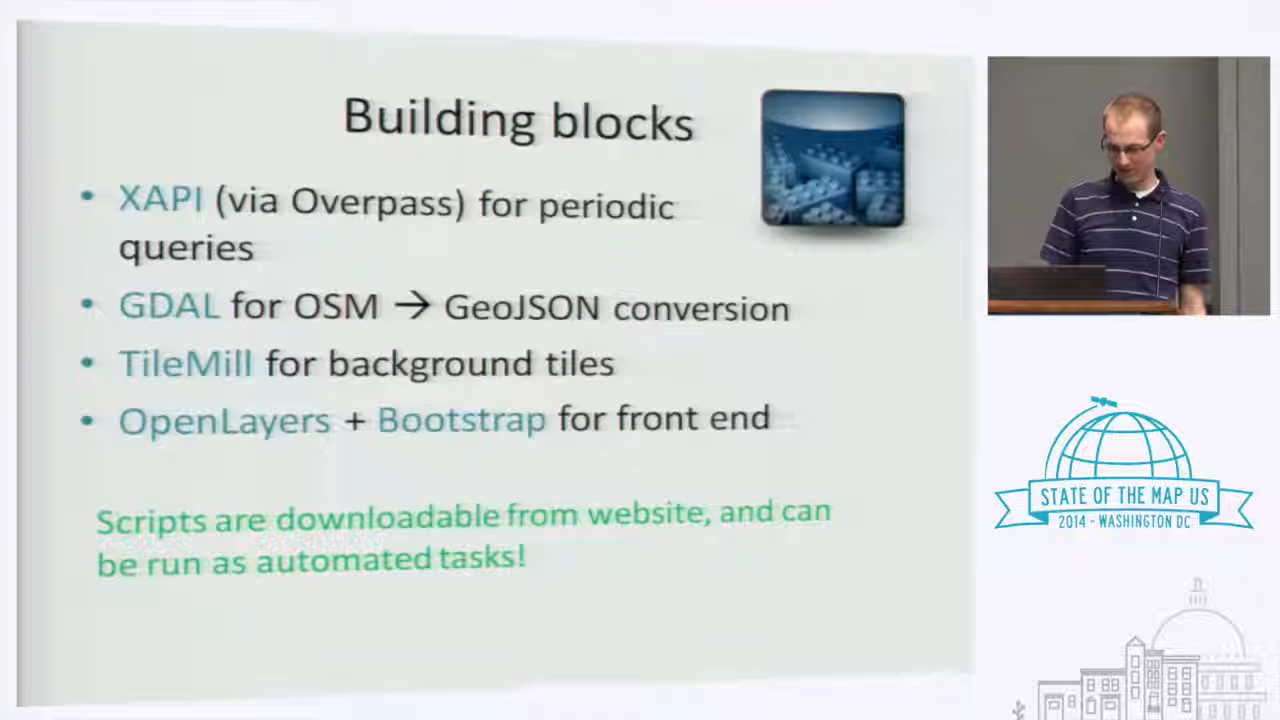 Building blocks
• XAPI (via Overpass) for periodic
queries
• GDAL for OSM → GeoJSON conversion
• TileMill for background tiles
• OpenLayers + Bootstrap for front end
Scripts are downloadable from website, and can
be run as automated tasks!
STATE OF THE MAP US
2014 - WASHINGTON DC